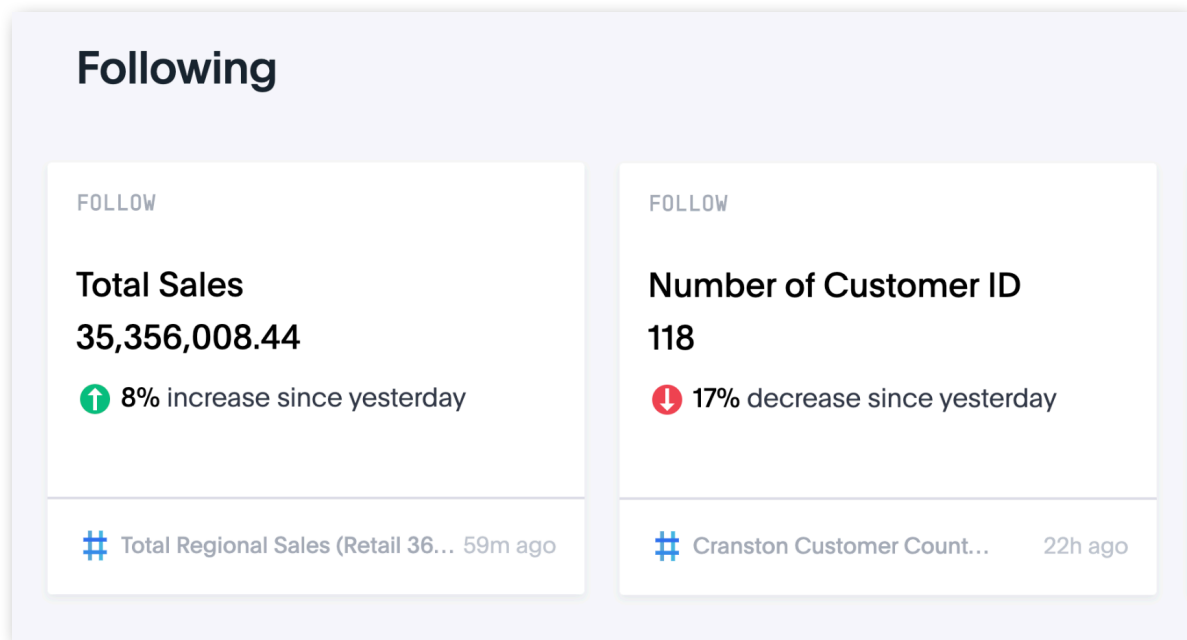 Following
FOLLOW
Total Sales
35,356,008.44
8% increase since yesterday
Total Regional Sales (Retail 36... 59m ago
FOLLOW
Number of Customer ID
118
17% decrease since yesterday
Cranston Customer Count... 22h ago